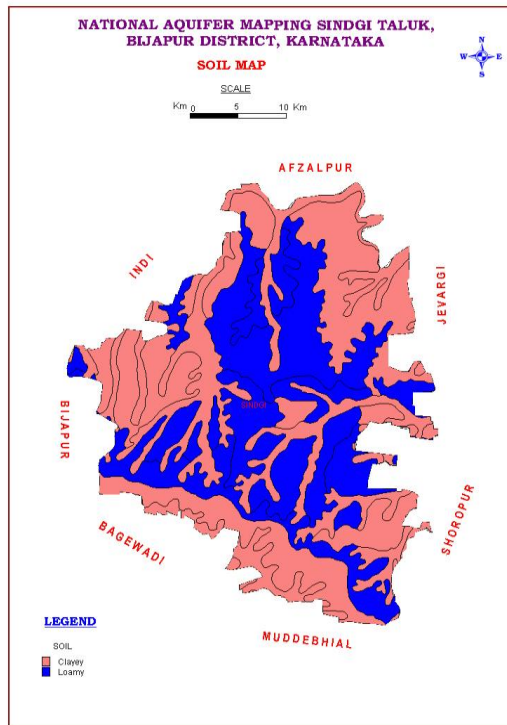 NATIONAL AQUIFER MAPPING SINDGI TALUK,
BIJAPUR DISTRICT, KARNATAKA
SOIL MAP
N
W E
S
SCALE
Km 0 5 10 Km
AFZALPUR
INDI
JEVARGI
SINDGI
BIJAPUR
SHOROPUR
BAGEWADI
MUDDEBHIAL
LEGEND
SOIL
Clayey
Loamy